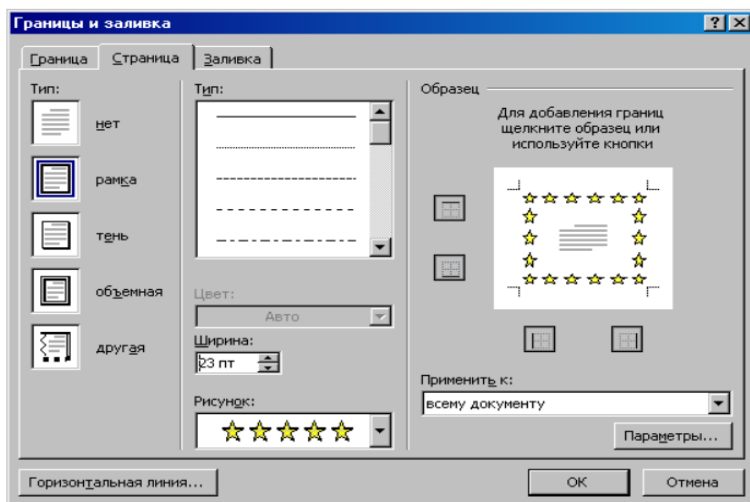 Границы и заливка
Граница
Страница
Заливка
Тип:
нет
рамка
тень
объемная
другая
Тип:
Цвет:
Авто
Ширина:
23 пт
Рисунок:
Образец
Для добавления границ
щелкните образец или
используйте кнопки
Применить к:
всему документу
Параметры...
Горизонтальная линия...
ОК
Отмена